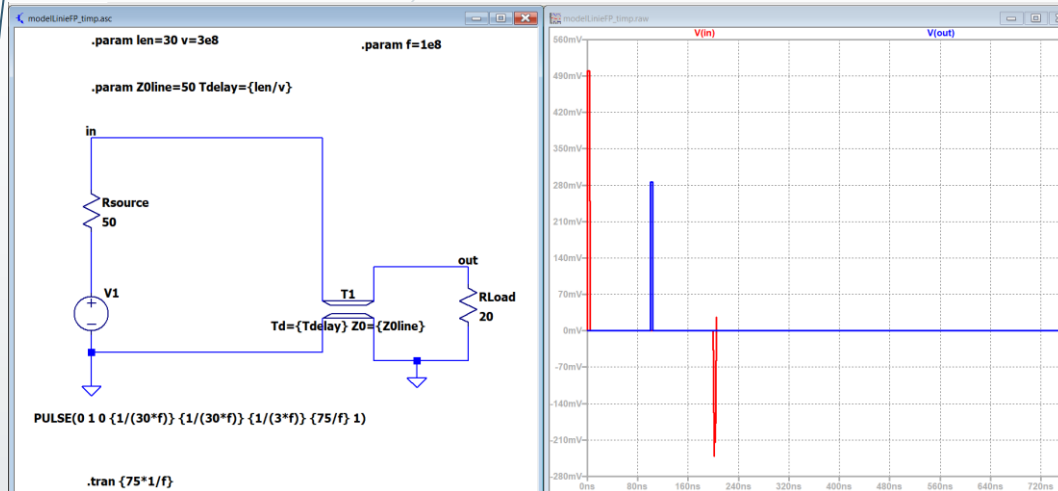 modelLinieFP_timp.asc
.param len=30 v=3e8
.param f=1e8
.param Z0line=50 Tdelay={len/v}
in
Rsource
50
V1
T1
out
RLoad
20
Td={Tdelay} Z0={Z0line}
PULSE(0 1 0 {1/(30*f)} {1/(30*f)} {1/(3*f)} {75/f} 1)
.tran {75*1/f}
modelLinieFP_timp.raw
V(in)
V(out)
560mV
490mV
420mV
350mV
280mV
210mV
140mV
70mV
0mV
-70mV
-140mV
-210mV
-280mV
0ns
80ns
160ns
240ns
320ns
400ns
480ns
560ns
640ns
720ns